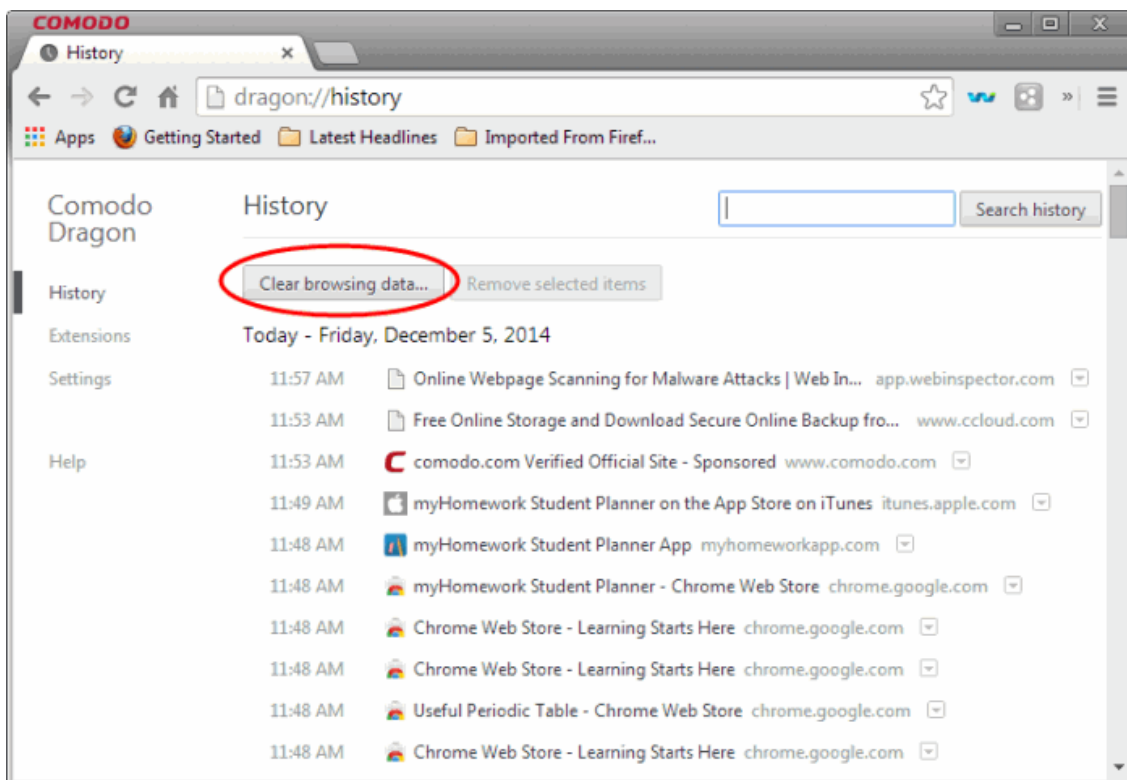 COMODO
History
dragon://history
Apps Getting Started Latest Headlines Imported From Firef...
Comodo Dragon
History
Search history
History
Clear browsing data... Remove selected items
Extensions
Today - Friday, December 5, 2014
Settings
11:57 AM Online Webpage Scanning for Malware Attacks | Web In... app.webinspector.com
11:53 AM Free Online Storage and Download Secure Online Backup fro... www.ccloud.com
Help
11:53 AM comodo.com Verified Official Site - Sponsored www.comodo.com
11:49 AM myHomework Student Planner on the App Store on iTunes itunes.apple.com
11:48 AM myHomework Student Planner App myhomeworkapp.com
11:48 AM myHomework Student Planner - Chrome Web Store chrome.google.com
11:48 AM Chrome Web Store - Learning Starts Here chrome.google.com
11:48 AM Chrome Web Store - Learning Starts Here chrome.google.com
11:48 AM Useful Periodic Table - Chrome Web Store chrome.google.com
11:48 AM Chrome Web Store - Learning Starts Here chrome.google.com